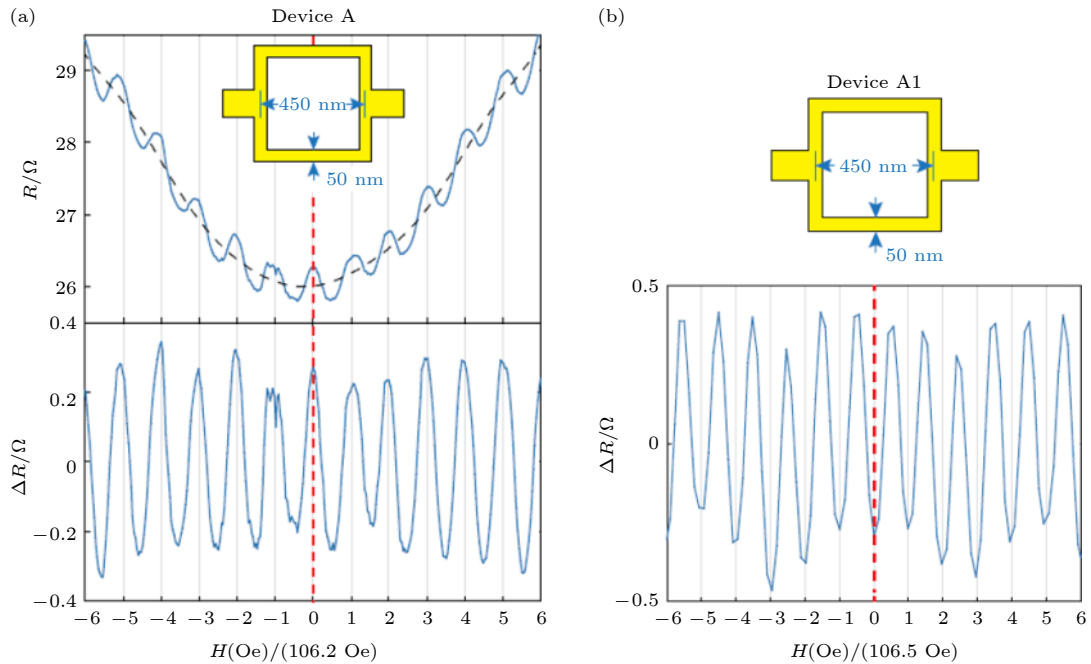 (a)
Device A
29
28
27
26
R/Ω
450 nm
50 nm
0.4
0.2
0
−0.2
−0.4
ΔR/Ω
−6 −5 −4 −3 −2 −1 0 1 2 3 4 5 6
H(Oe)/(106.2 Oe)
(b)
Device A1
450 nm
50 nm
0.5
0
−0.5
ΔR/Ω
−6 −5 −4 −3 −2 −1 0 1 2 3 4 5 6
H(Oe)/(106.5 Oe)